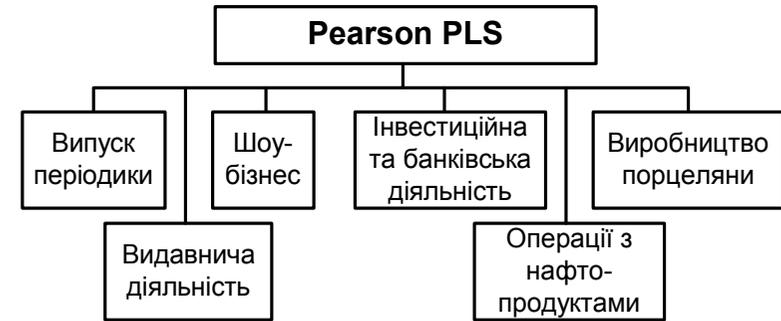 Pearson PLS
Випуск
періодики
Шоу-
бізнес
Інвестиційна
та банківська
діяльність
Виробництво
порцеляни
Видавнича
діяльність
Операції з
нафто-
продуктами